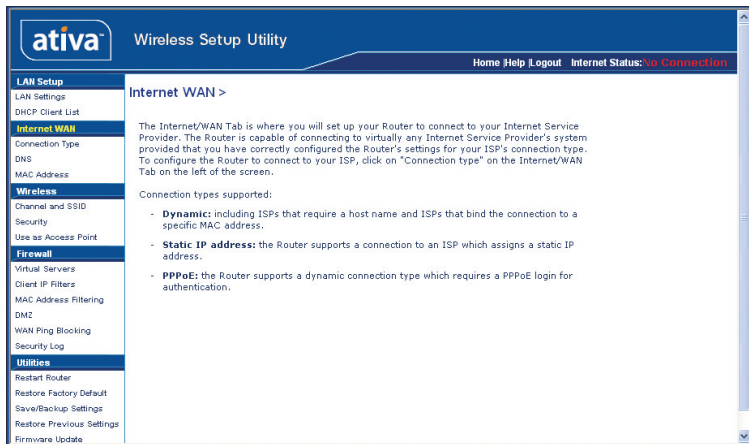 ativa
Wireless Setup Utility
Home |Help |Logout Internet Status:No Connection
LAN Setup
LAN Settings
DHCP Client List
Internet WAN
Connection Type
DNS
MAC Address
Wireless
Channel and SSID
Security
Use as Access Point
Firewall
Virtual Servers
Client IP Filters
MAC Address Filtering
DMZ
WAN Ping Blocking
Security Log
Utilities
Restart Router
Restore Factory Default
Save/Backup Settings
Restore Previous Settings
Firmware Update
Internet WAN >
The Internet/WAN Tab is where you will set up your Router to connect to your Internet Service
Provider. The Router is capable of connecting to virtually any Internet Service Provider's system
provided that you have correctly configured the Router's settings for your ISP's connection type.
To configure the Router to connect to your ISP, click on "Connection type" on the Internet/WAN
Tab on the left of the screen.
Connection types supported:
- Dynamic: including ISPs that require a host name and ISPs that bind the connection to a
specific MAC address.
- Static IP address: the Router supports a connection to an ISP which assigns a static IP
address.
- PPPoE: the Router supports a dynamic connection type which requires a PPPoE login for
authentication.